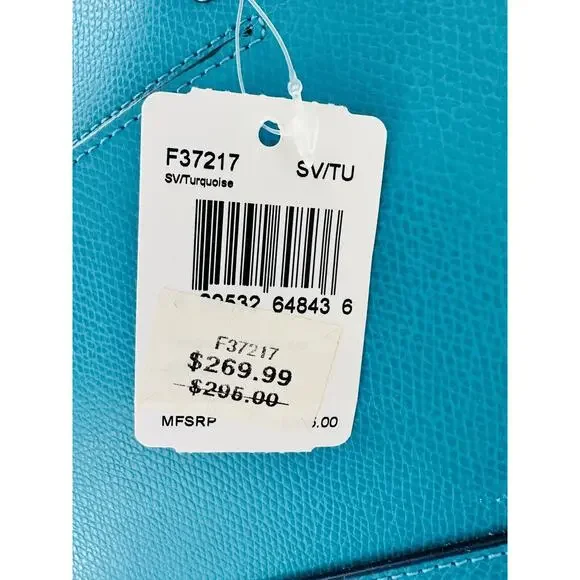 F37217 SV/TU
SV/Turquoise
64843 6
F37217
$269.99
$295.00
MFSRP